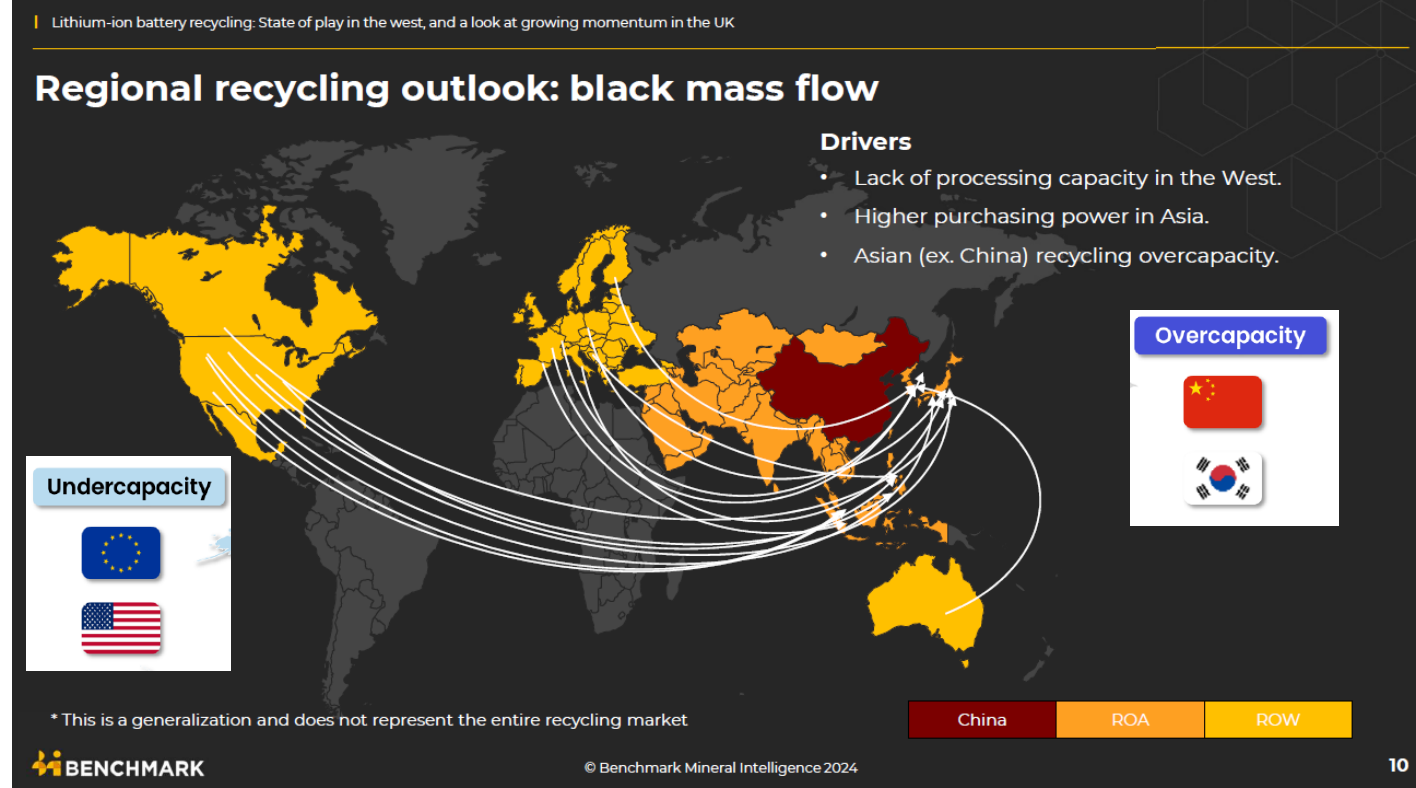 Lithium-ion battery recycling: State of play in the west, and a look at growing momentum in the UK
Regional recycling outlook: black mass flow
Drivers
• Lack of processing capacity in the West.
• Higher purchasing power in Asia.
• Asian (ex. China) recycling overcapacity.
Overcapacity
Undercapacity
* This is a generalization and does not represent the entire recycling market
China
ROA
ROW
BENCHMARK
© Benchmark Mineral Intelligence 2024
10